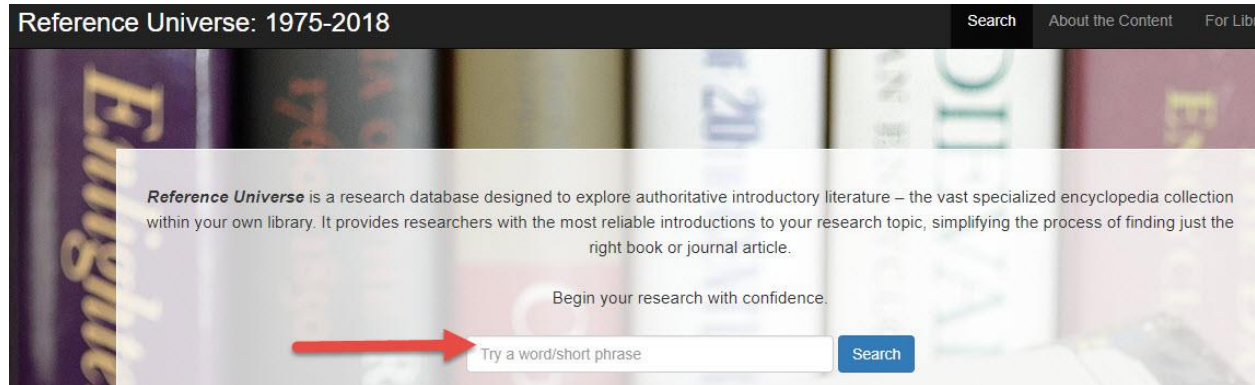 Reference Universe: 1975-2018
Search About the Content For Lib
Reference Universe is a research database designed to explore authoritative introductory literature – the vast specialized encyclopedia collection
within your own library. It provides researchers with the most reliable introductions to your research topic, simplifying the process of finding just the
right book or journal article.
Begin your research with confidence.
Try a word/short phrase
Search